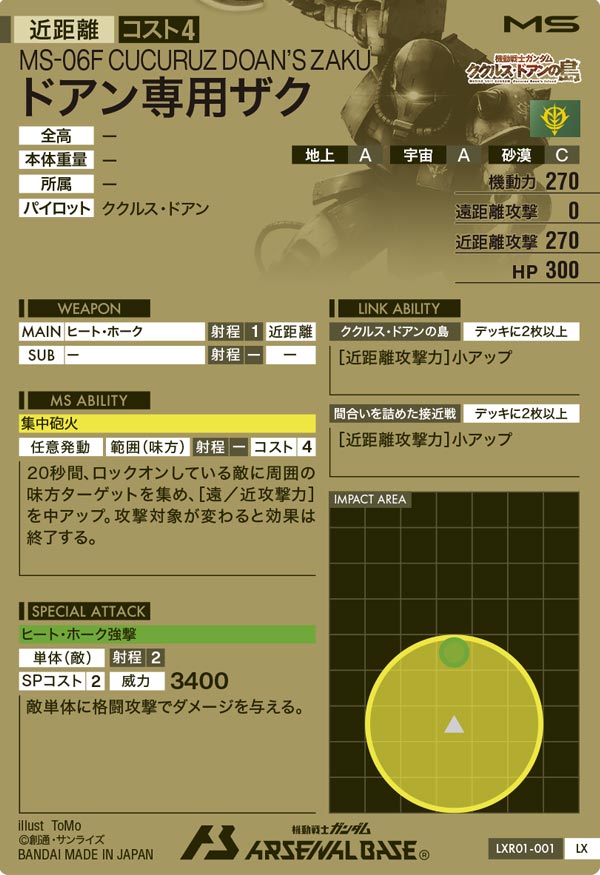 近距離 コスト4 MS
MS-06F CUCURUZ DOAN'S ZAKU
ドアン専用ザク
機動戦士ガンダム
ククルス・ドアンの島
全高 ー
本体重量 ー
所属 ー
パイロット ククルス・ドアン
地上 A 宇宙 A 砂漠 C
機動力 270
遠距離攻撃 0
近距離攻撃 270
HP 300
WEAPON
MAIN ヒート・ホーク 射程 1 近距離
SUB ー 射程 ー ー
MS ABILITY
集中砲火
任意発動 範囲(味方) 射程 ー コスト 4
20秒間、ロックオンしている敵に周囲の
味方ターゲットを集め、[遠／近攻撃力]
を中アップ。攻撃対象が変わると効果は
終了する。
SPECIAL ATTACK
ヒート・ホーク強撃
単体(敵) 射程 2
SPコスト 2 威力 3400
敵単体に格闘攻撃でダメージを与える。
LINK ABILITY
ククルス・ドアンの島 デッキに2枚以上
[近距離攻撃力]小アップ
間合いを詰めた接近戦 デッキに2枚以上
[近距離攻撃力]小アップ
IMPACT AREA
illust ToMo
©創通・サンライズ
BANDAI MADE IN JAPAN
機動戦士ガンダム
ARSENAL BASE®
LXR01-001 LX